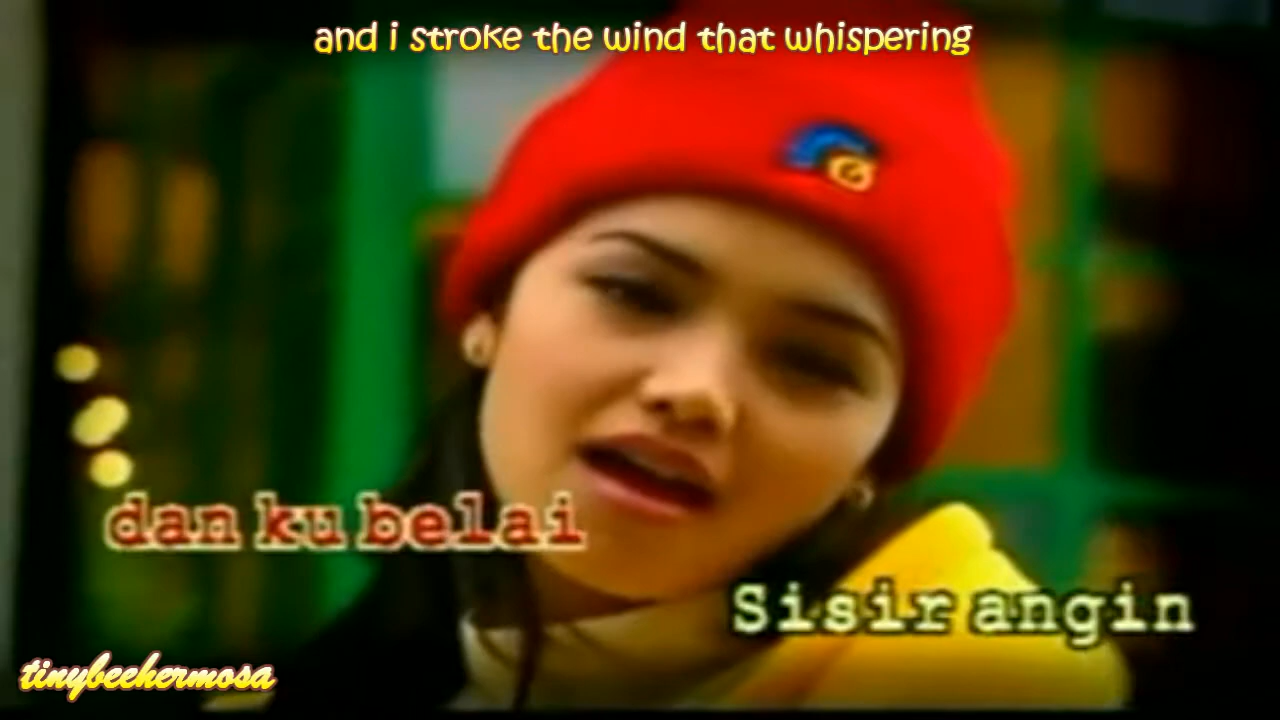 and i stroke the wind that whispering
dan ku belai
Sisir angin
tinybeehermosa